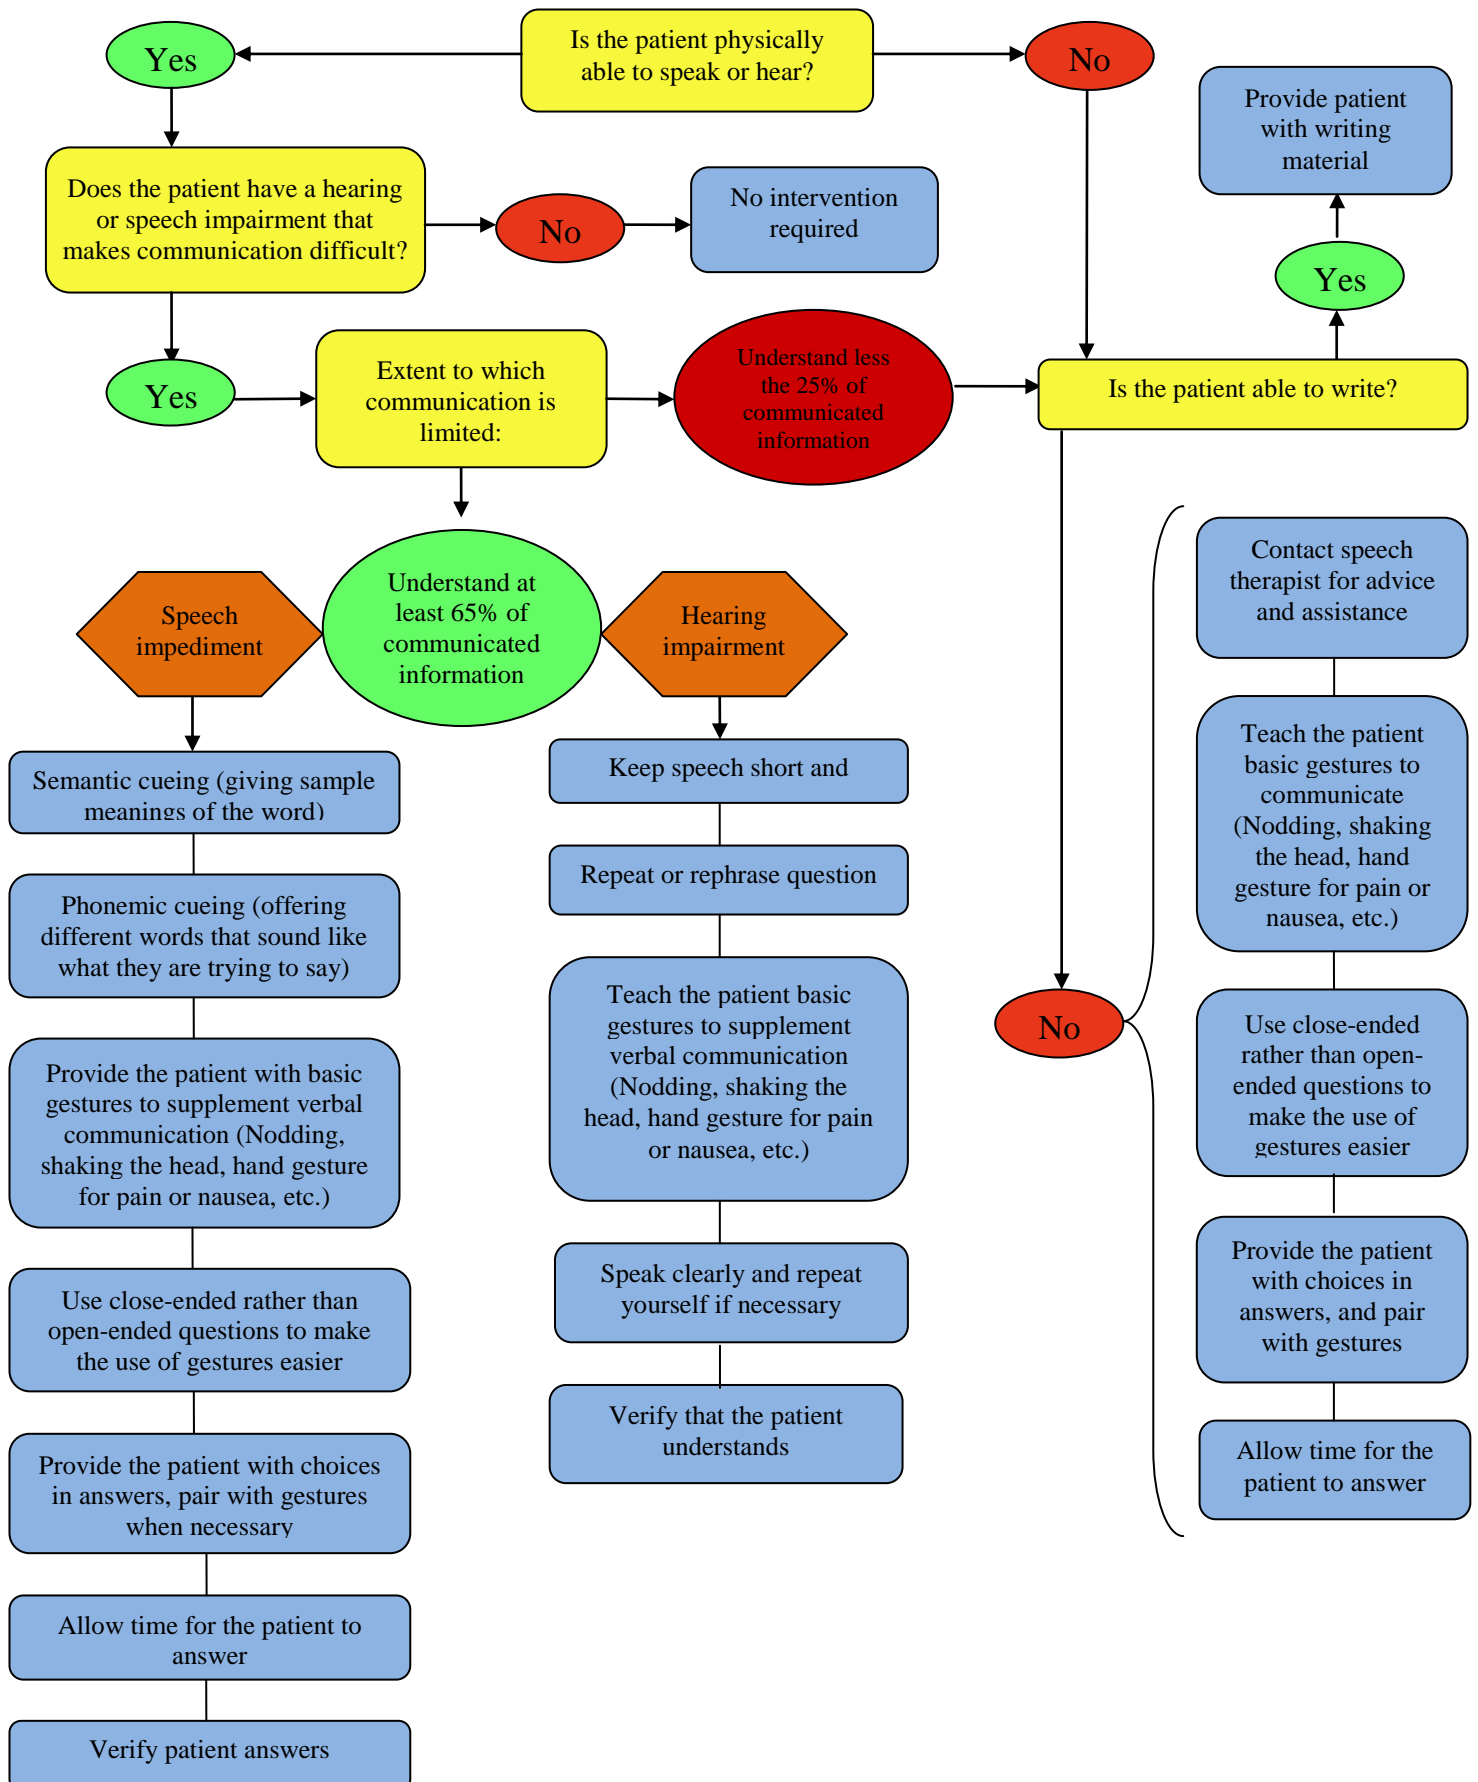 Is the patient physically
able to speak or hear?
Yes
No
Provide patient
with writing
material
Does the patient have a hearing
or speech impairment that
makes communication difficult?
No
No intervention
required
Yes
Yes
Extent to which
communication is
limited:
Understand less
the 25% of
communicated
information
Is the patient able to write?
Understand at
least 65% of
communicated
information
Speech
impediment
Hearing
impairment
Semantic cueing (giving sample
meanings of the word)
Phonemic cueing (offering
different words that sound like
what they are trying to say)
Provide the patient with basic
gestures to supplement verbal
communication (Nodding,
shaking the head, hand gesture
for pain or nausea, etc.)
Use close-ended rather than
open-ended questions to make
the use of gestures easier
Provide the patient with choices
in answers, pair with gestures
when necessary
Allow time for the patient to
answer
Verify patient answers
Keep speech short and
Repeat or rephrase question
Teach the patient basic
gestures to supplement
verbal communication
(Nodding, shaking the
head, hand gesture for pain
or nausea, etc.)
Speak clearly and repeat
yourself if necessary
Verify that the patient
understands
No
Contact speech
therapist for advice
and assistance
Teach the patient
basic gestures to
communicate
(Nodding, shaking
the head, hand
gesture for pain or
nausea, etc.)
Use close-ended
rather than open-
ended questions to
make the use of
gestures easier
Provide the patient
with choices in
answers, and pair
with gestures
Allow time for the
patient to answer